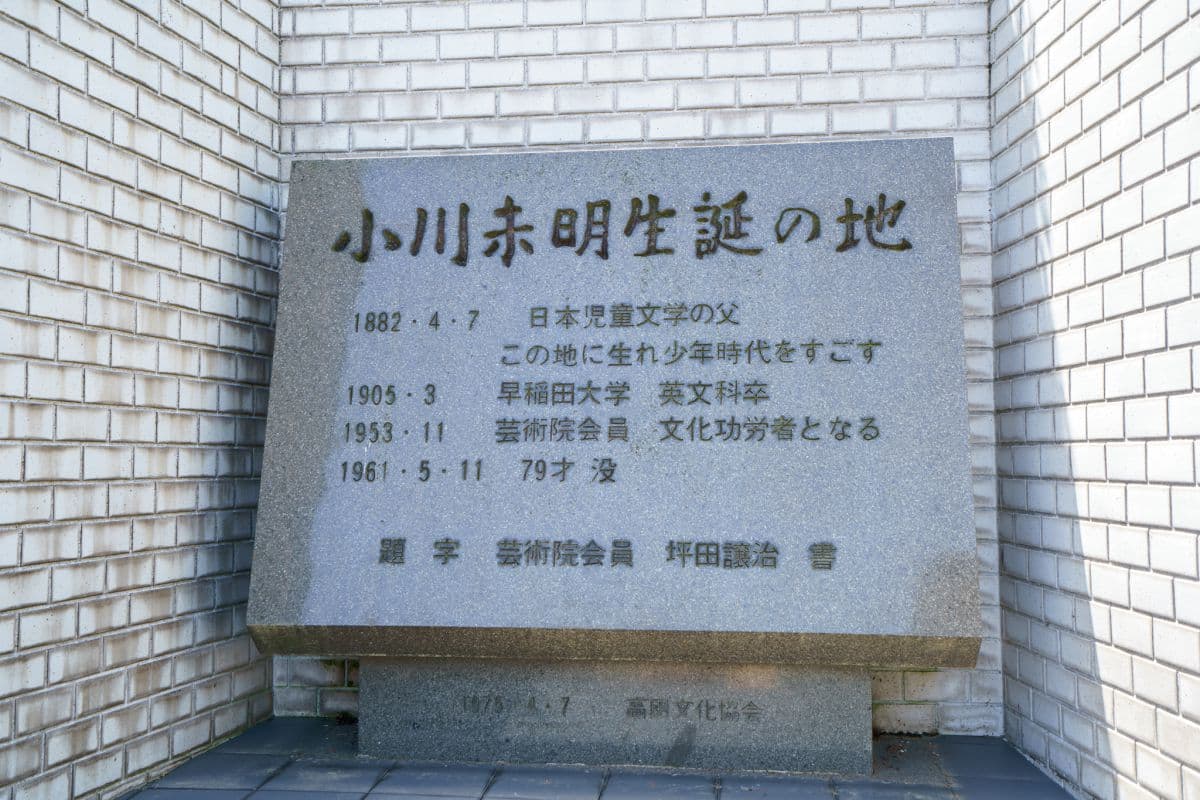 小川未明生誕の地
1882・4・7　日本児童文学の父
この地に生れ少年時代をすごす
1905・3　早稲田大学　英文科卒
1953・11　芸術院会員　文化功労者となる
1961・5・11　79才 没
題 字　芸術院会員　坪田譲治　書
1975・4・7　高田文化協会